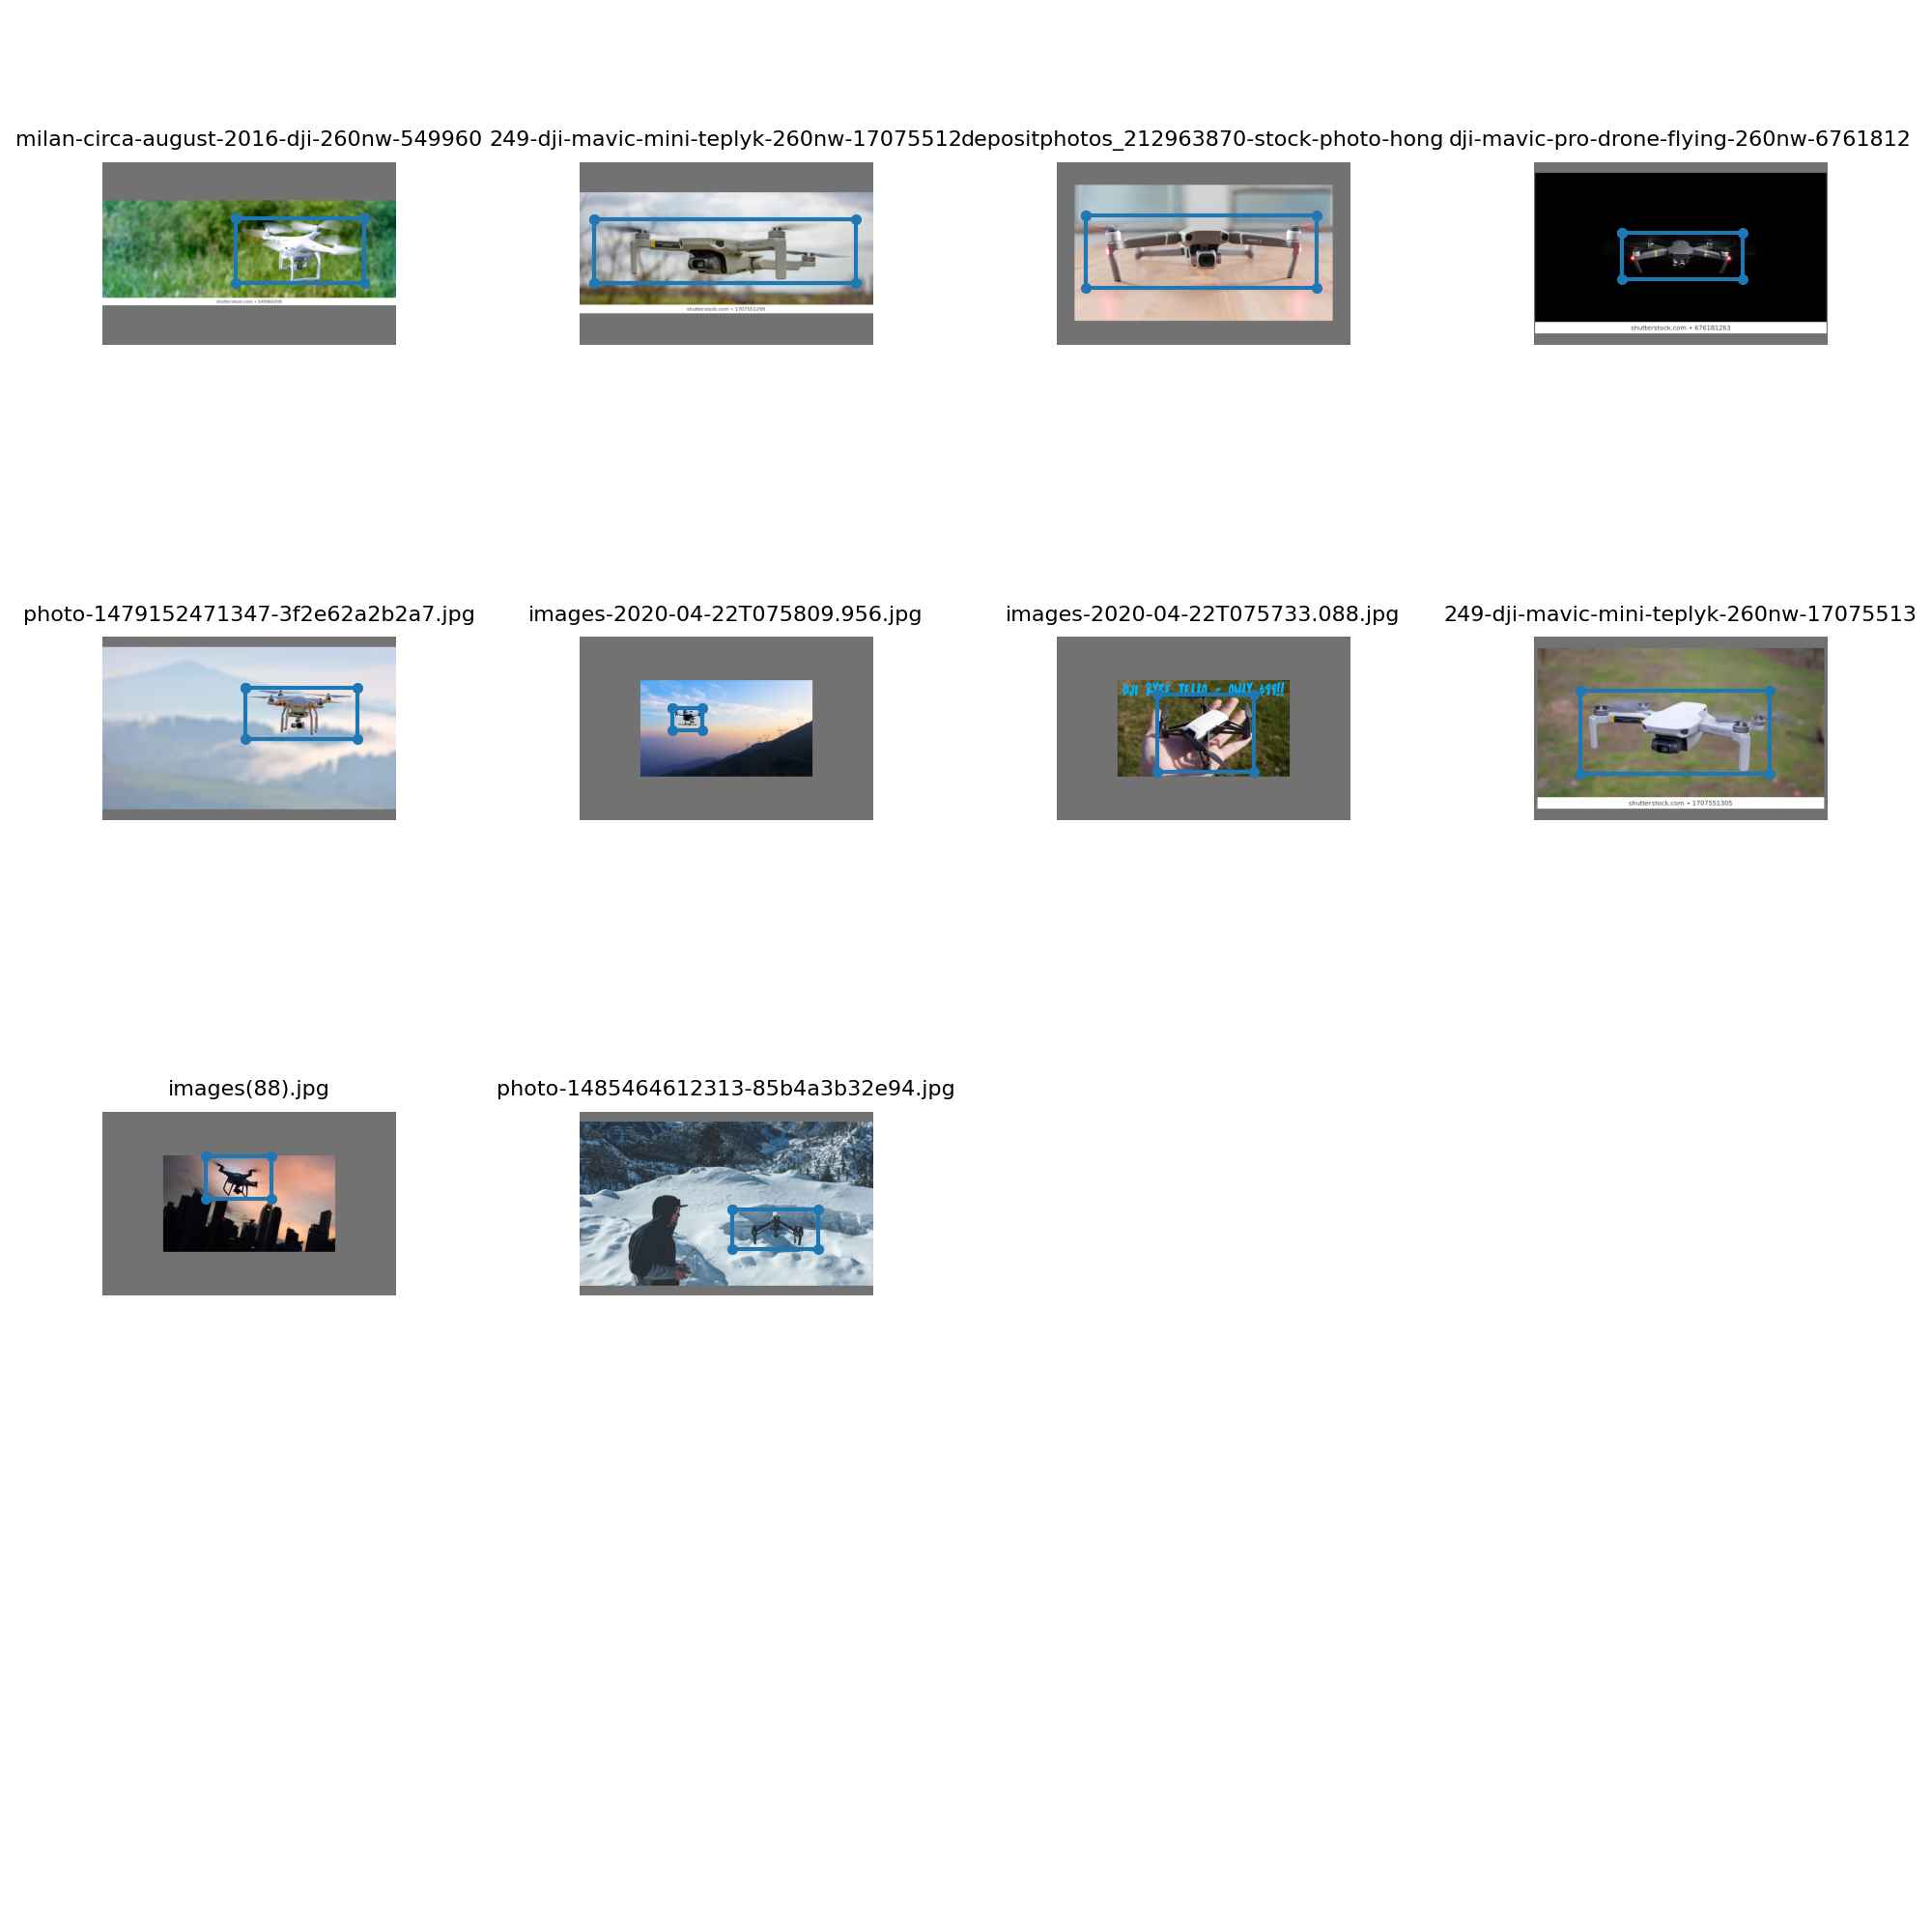 milan-circa-august-2016-dji-260nw-549960
249-dji-mavic-mini-teplyk-260nw-17075512
depositphotos_212963870-stock-photo-hong
dji-mavic-pro-drone-flying-260nw-6761812
shutterstock.com • 549960298
shutterstock.com • 1707551299
shutterstock.com • 676181263
photo-1479152471347-3f2e62a2b2a7.jpg
images-2020-04-22T075809.956.jpg
images-2020-04-22T075733.088.jpg
249-dji-mavic-mini-teplyk-260nw-17075513
DJI RYZE TELLO - ONLY $99!!
shutterstock.com • 1707551305
images(88).jpg
photo-1485464612313-85b4a3b32e94.jpg